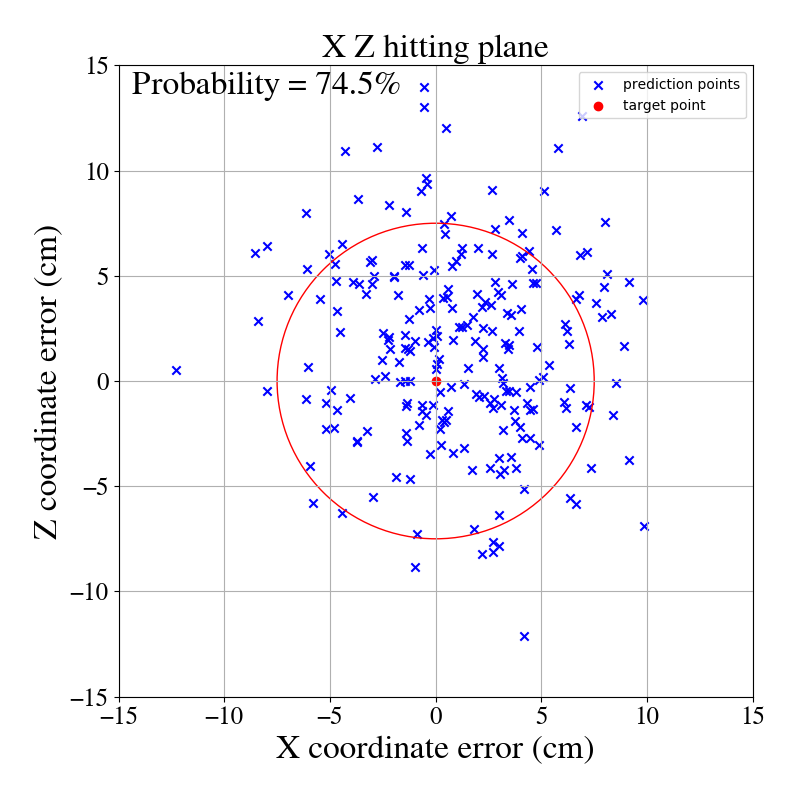 X Z hitting plane
Probability = 74.5%
prediction points
target point
Z coordinate error (cm)
15
10
5
0
−5
−10
−15
−15 −10 −5 0 5 10 15
X coordinate error (cm)